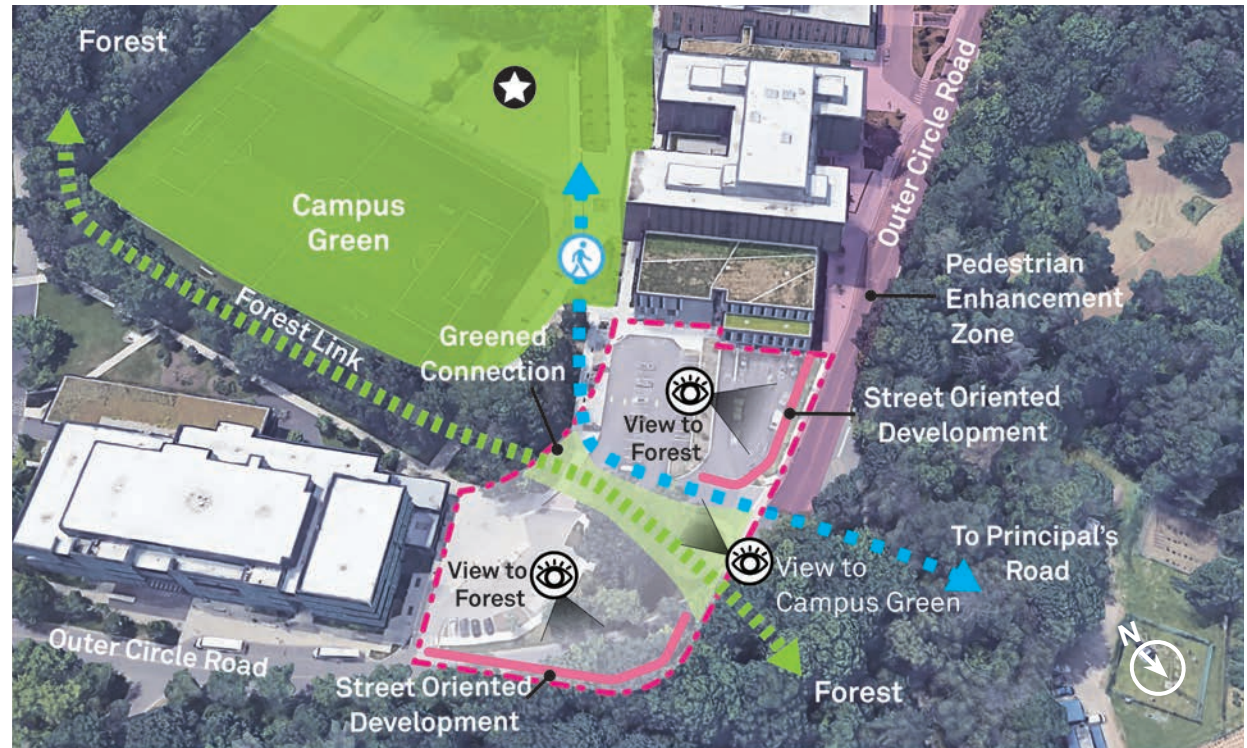 Forest
Campus
Green
Outer Circle Road
Pedestrian
Enhancement
Zone
Forest Link
Greened
Connection
View to
Forest
Street Oriented
Development
To Principal's
Road
View to
Forest
View to
Campus Green
Outer Circle Road
Street Oriented
Development
Forest
N